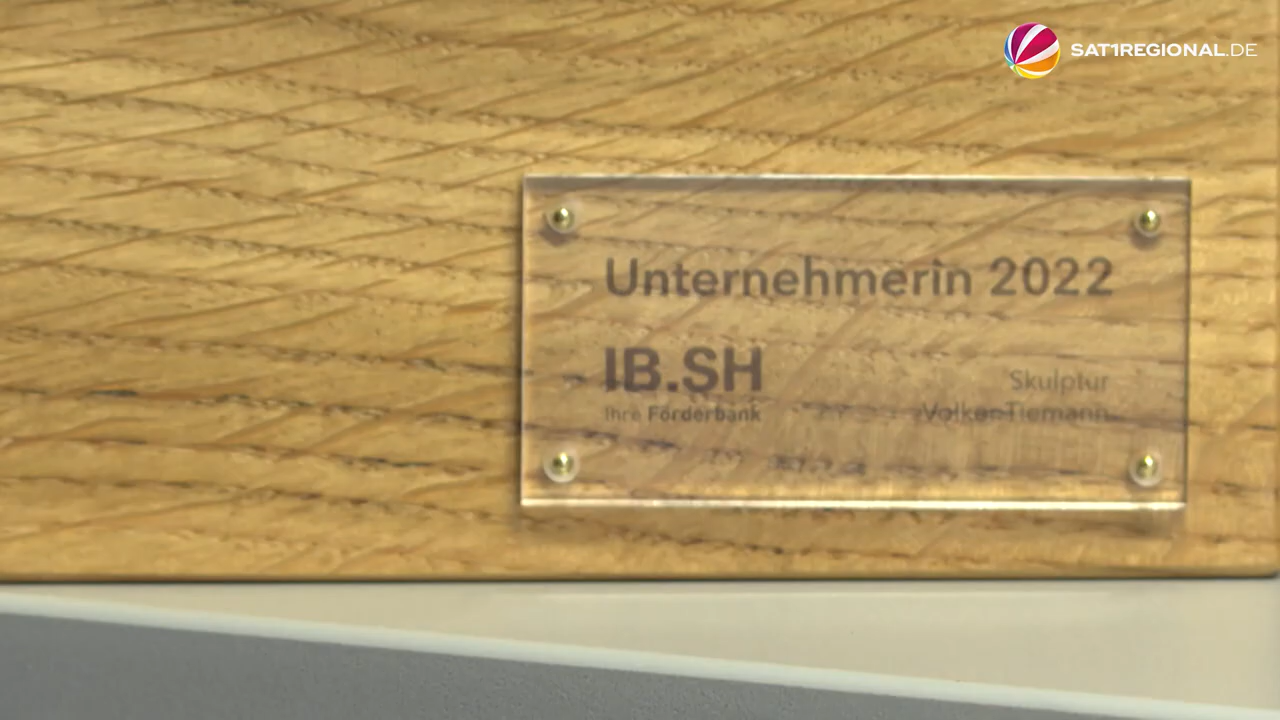 SAT1REGIONAL.DE
Unternehmerin 2022
IB.SH
Ihre Förderbank
Skulptur
Volker Tiemann